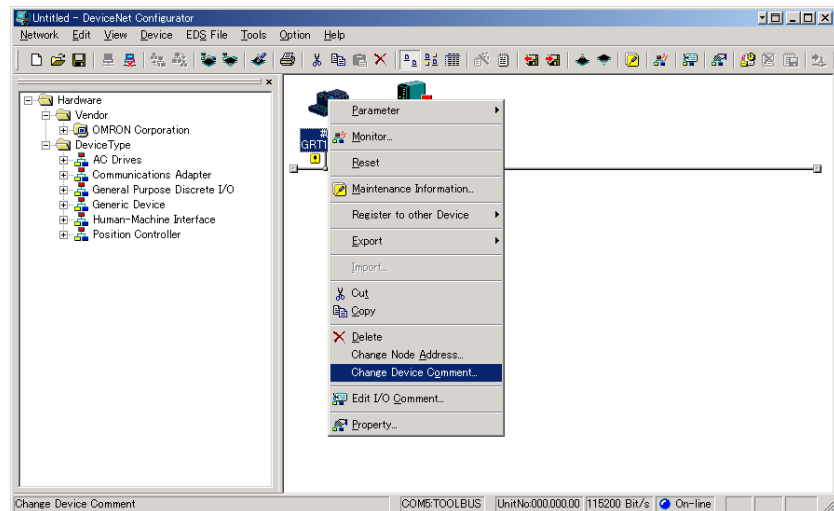 Untitled - DeviceNet Configurator
Network Edit View Device EDS File Tools Option Help
Hardware
Vendor
OMRON Corporation
DeviceType
AC Drives
Communications Adapter
General Purpose Discrete I/O
Generic Device
Human-Machine Interface
Position Controller
#
GRT1
Parameter
Monitor...
Reset
Maintenance Information...
Register to other Device
Export
Import...
Cut
Copy
Delete
Change Node Address...
Change Device Comment...
Edit I/O Comment...
Property...
Change Device Comment
COM5:TOOLBUS
UnitNo:000.000.00
115200 Bit/s
On-line